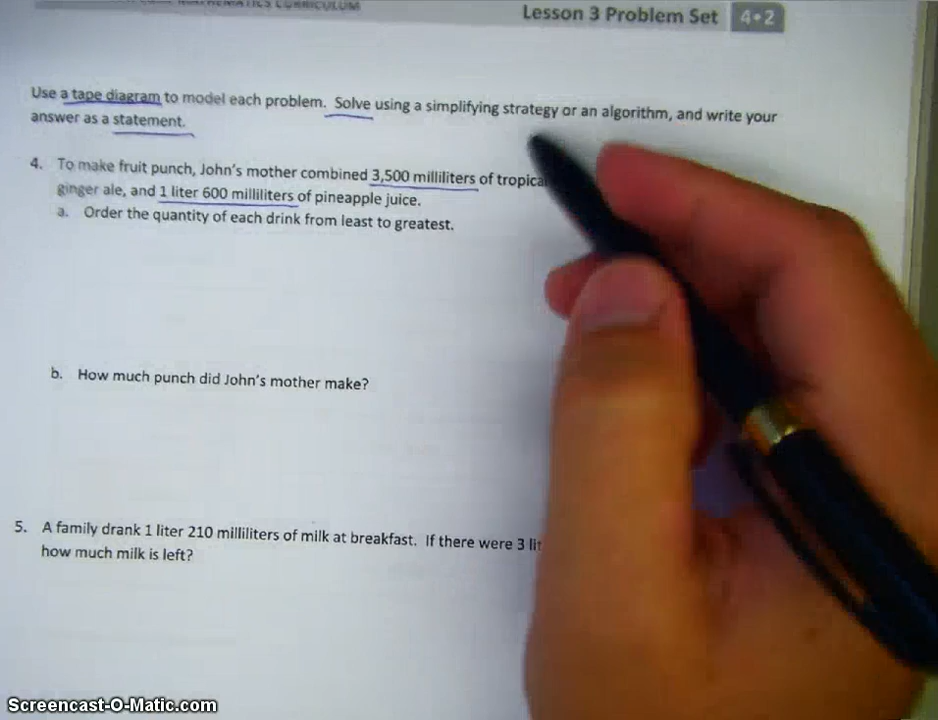 MATHEMATICS CURRICULUM
Lesson 3 Problem Set 4•2
Use a tape diagram to model each problem. Solve using a simplifying strategy or an algorithm, and write your
answer as a statement.
4. To make fruit punch, John's mother combined 3,500 milliliters of tropical
ginger ale, and 1 liter 600 milliliters of pineapple juice.
a. Order the quantity of each drink from least to greatest.
b. How much punch did John's mother make?
5. A family drank 1 liter 210 milliliters of milk at breakfast. If there were 3
how much milk is left?
Screencast-O-Matic.com